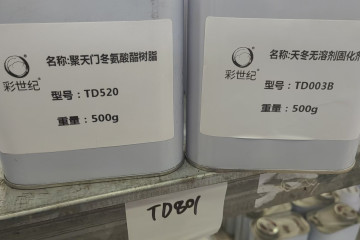 彩世纪
名称:聚天门冬氨酸酯树脂
型号：TD520
重量：500g
彩世纪
名称:天冬无溶剂固化剂
型号：TD003B
重量：500g
TD801